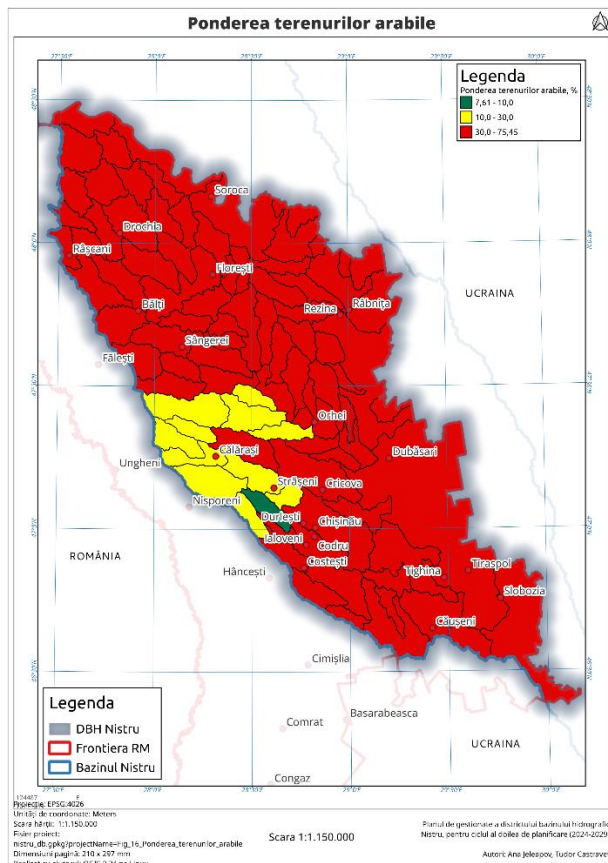 Ponderea terenurilor arabile
Legenda
Ponderea terenurilor arabile, %
7,61 - 10,0
10,0 - 30,0
30,0 - 75,45
Soroca
Drochia
Râșcani
Florești
UCRAINA
Rezina
Râbnița
Bălți
Sângerei
Fălești
Orhei
Dubăsari
Călărași
Ungheni
Strășeni
Cricova
Nisporeni
Durlești
Chișinău
Ialoveni
Codru
ROMÂNIA
Costești
Hâncești
Tighina
Tiraspol
Slobozia
Căușeni
Cimișlia
Basarabeasca
Comrat
UCRAINA
Congaz
Legenda
DBH Nistru
Frontiera RM
Bazinul Nistru
Proiecție: EPSG:4026
Unități de coordonate: Meters
Scara hărții: 1:1.150.000
Fișier proiect:
nistru_db.gpkg?projectName=Fig_16_Ponderea_terenurilor_arabile
Dimensiuni pagină: 210 x 297 mm
Scara 1:1.150.000
Planul de gestionare a districtului bazinului hidrografic
Nistru, pentru ciclul al doilea de planificare (2024-2029)
Autori: Ana Jeleapov, Tudor Castraveț